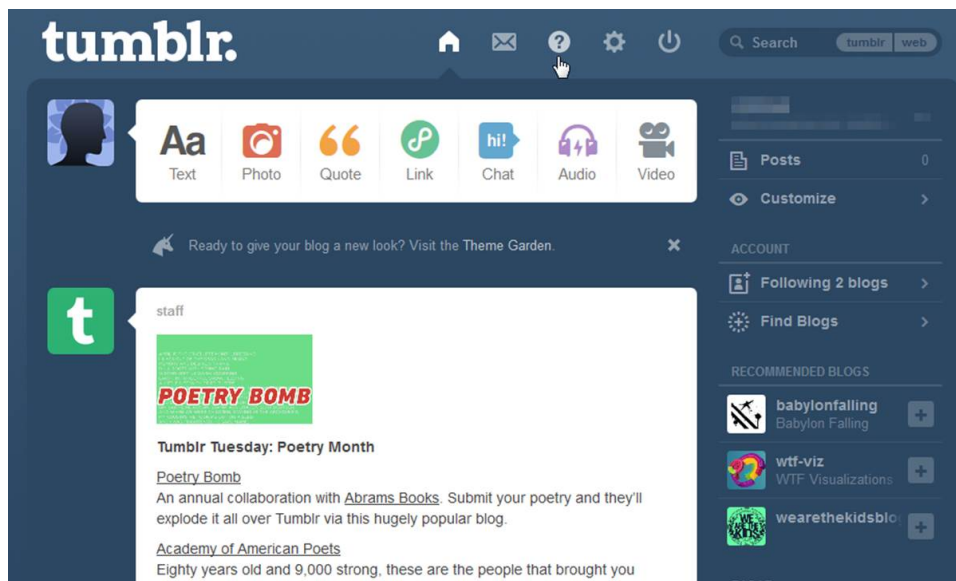 tumblr.
Search tumblr web
Aa
hi!
Text Photo Quote Link Chat Audio Video
Ready to give your blog a new look? Visit the Theme Garden.
t
staff
POETRY BOMB
Tumblr Tuesday: Poetry Month
Poetry Bomb
An annual collaboration with Abrams Books. Submit your poetry and they'll
explode it all over Tumblr via this hugely popular blog.
Academy of American Poets
Eighty years old and 9,000 strong, these are the people that brought you
Posts 0
Customize
ACCOUNT
Following 2 blogs
Find Blogs
RECOMMENDED BLOGS
babylonfalling
Babylon Falling
wtf-viz
WTF Visualizations
WE
ARE THE
KIDS
wearethekidsblo